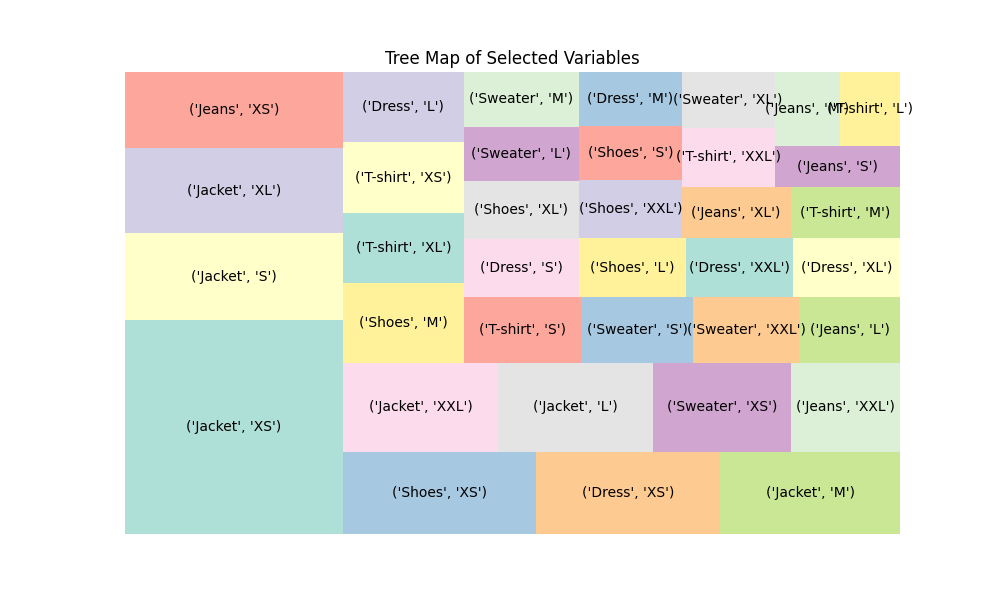 Tree Map of Selected Variables
('Jeans', 'XS')
('Dress', 'L')
('Sweater', 'M')
('Dress', 'M')
('Sweater', 'XL')
('Jeans', 'M')
('T-shirt', 'L')
('Sweater', 'L')
('Shoes', 'S')
('T-shirt', 'XXL')
('Jeans', 'S')
('Jacket', 'XL')
('T-shirt', 'XS')
('Shoes', 'XL')
('Shoes', 'XXL')
('Jeans', 'XL')
('T-shirt', 'M')
('Jacket', 'S')
('T-shirt', 'XL')
('Dress', 'S')
('Shoes', 'L')
('Dress', 'XXL')
('Dress', 'XL')
('Shoes', 'M')
('T-shirt', 'S')
('Sweater', 'S')
('Sweater', 'XXL')
('Jeans', 'L')
('Jacket', 'XS')
('Jacket', 'XXL')
('Jacket', 'L')
('Sweater', 'XS')
('Jeans', 'XXL')
('Shoes', 'XS')
('Dress', 'XS')
('Jacket', 'M')